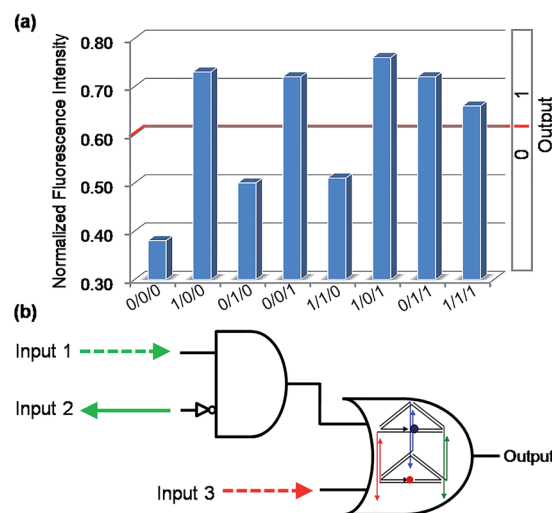 (a)
Normalized Fluorescence Intensity
0.80
0.70
0.60
0.50
0.40
0.30
0/0/0
1/0/0
0/1/0
0/0/1
1/1/0
1/0/1
0/1/1
1/1/1
1
0
Output
(b)
Input 1
Input 2
Input 3
Output